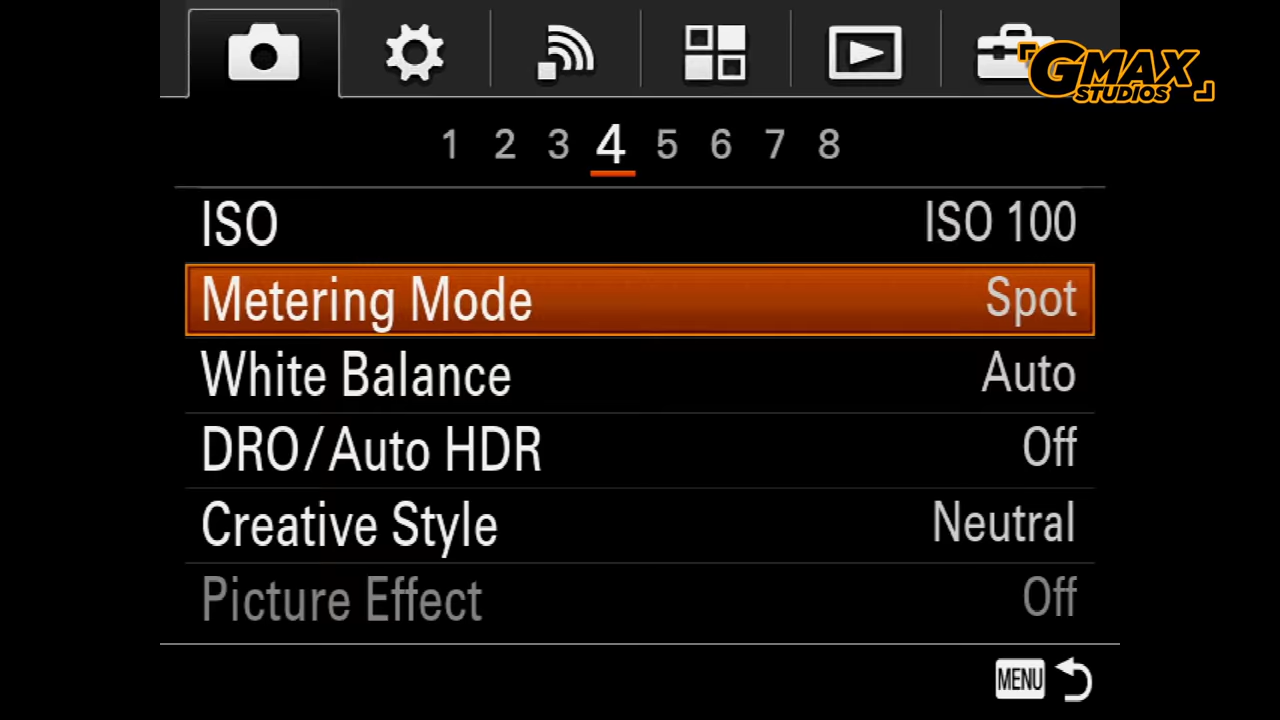 GMAX
STUDIOS
1 2 3 4 5 6 7 8
ISO ISO 100
Metering Mode Spot
White Balance Auto
DRO/Auto HDR Off
Creative Style Neutral
Picture Effect Off
MENU